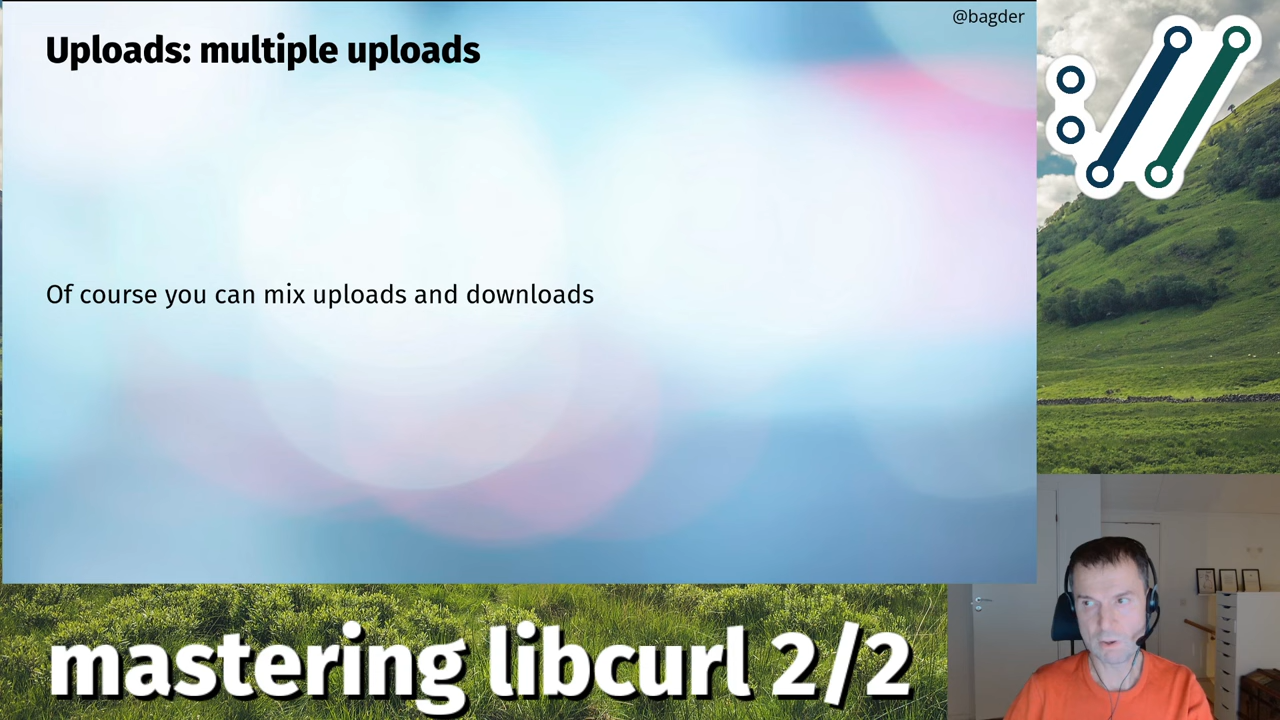 @bagder
Uploads: multiple uploads
Of course you can mix uploads and downloads
mastering libcurl 2/2